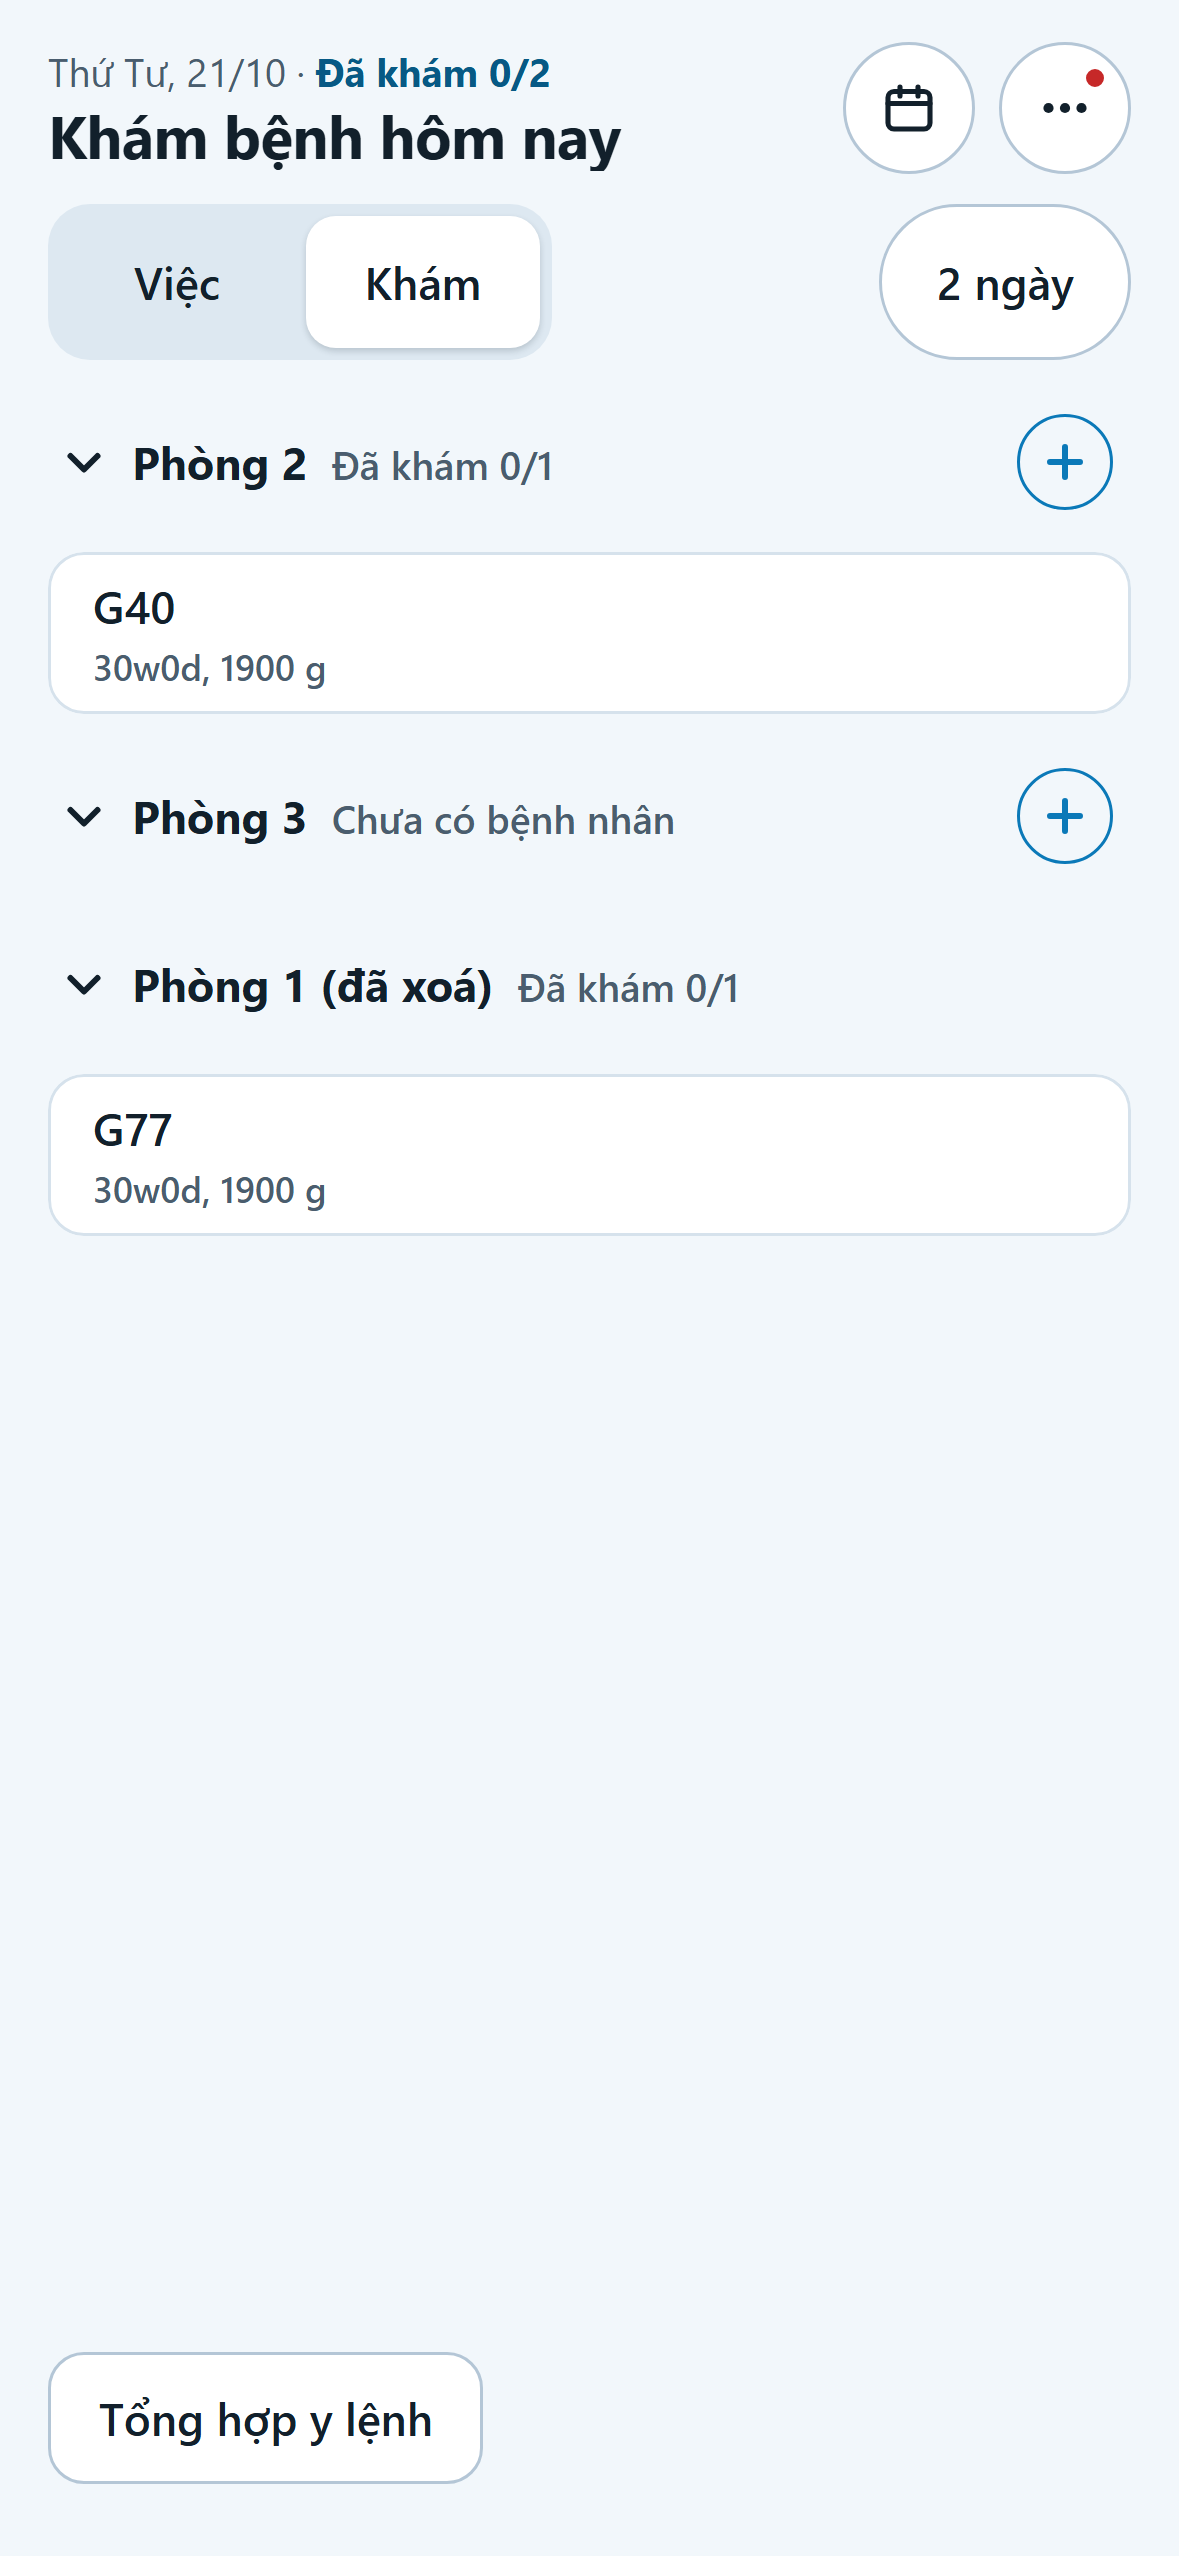 Thứ Tư, 21/10 · Đã khám 0/2
Khám bệnh hôm nay
Việc
Khám
2 ngày
Phòng 2 Đã khám 0/1
G40
30w0d, 1900 g
Phòng 3 Chưa có bệnh nhân
Phòng 1 (đã xoá) Đã khám 0/1
G77
30w0d, 1900 g
Tổng hợp y lệnh